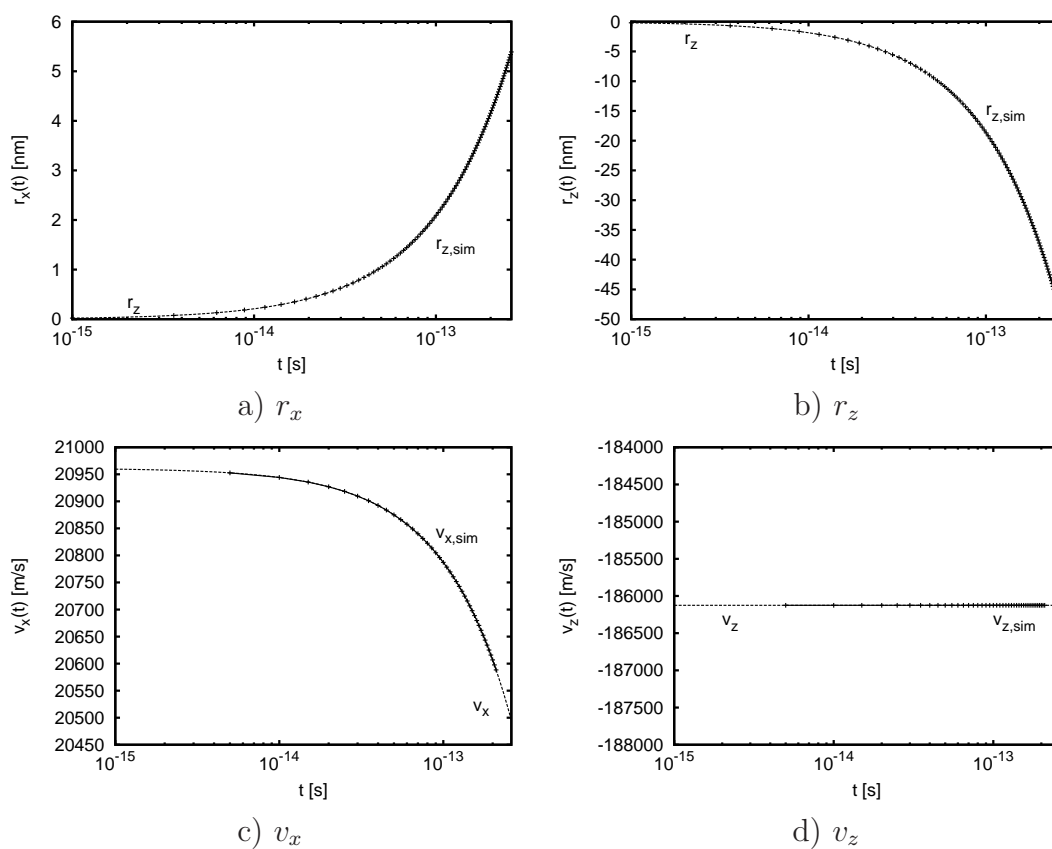 6
5
4
3
2
1
0
r_x(t) [nm]
r_z
r_{z,sim}
10^{-15}
10^{-14}
10^{-13}
t [s]
a) r_x
0
-5
-10
-15
-20
-25
-30
-35
-40
-45
-50
r_z(t) [nm]
r_z
r_{z,sim}
10^{-15}
10^{-14}
10^{-13}
t [s]
b) r_z
21000
20950
20900
20850
20800
20750
20700
20650
20600
20550
20500
20450
v_x(t) [m/s]
v_{x,sim}
v_x
10^{-15}
10^{-14}
10^{-13}
t [s]
c) v_x
-184000
-184500
-185000
-185500
-186000
-186500
-187000
-187500
-188000
v_z(t) [m/s]
v_z
v_{z,sim}
10^{-15}
10^{-14}
10^{-13}
t [s]
d) v_z